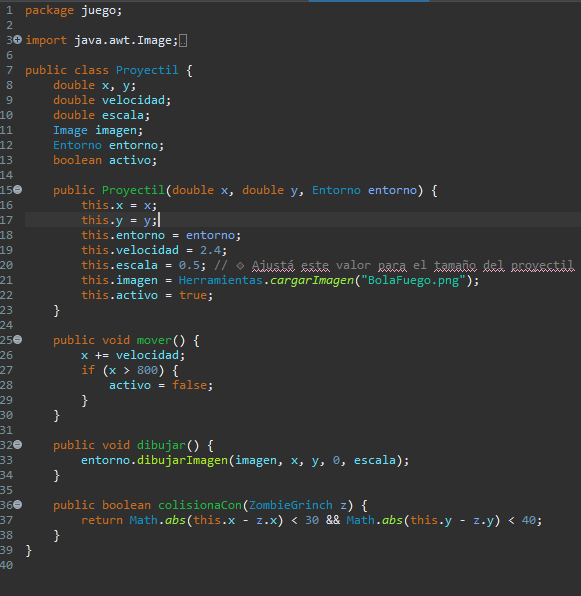 1 package juego;
2
3 import java.awt.Image;
6
7 public class Proyectil {
8 double x, y;
9 double velocidad;
10 double escala;
11 Image imagen;
12 Entorno entorno;
13 boolean activo;
14
15 public Proyectil(double x, double y, Entorno entorno) {
16 this.x = x;
17 this.y = y;
18 this.entorno = entorno;
19 this.velocidad = 2.4;
20 this.escala = 0.5; // ◇ Ajustá este valor para el tamaño del proyectil
21 this.imagen = Herramientas.cargarImagen("BolaFuego.png");
22 this.activo = true;
23 }
24
25 public void mover() {
26 x += velocidad;
27 if (x > 800) {
28 activo = false;
29 }
30 }
31
32 public void dibujar() {
33 entorno.dibujarImagen(imagen, x, y, 0, escala);
34 }
35
36 public boolean colisionaCon(ZombieGrinch z) {
37 return Math.abs(this.x - z.x) < 30 && Math.abs(this.y - z.y) < 40;
38 }
39 }
40